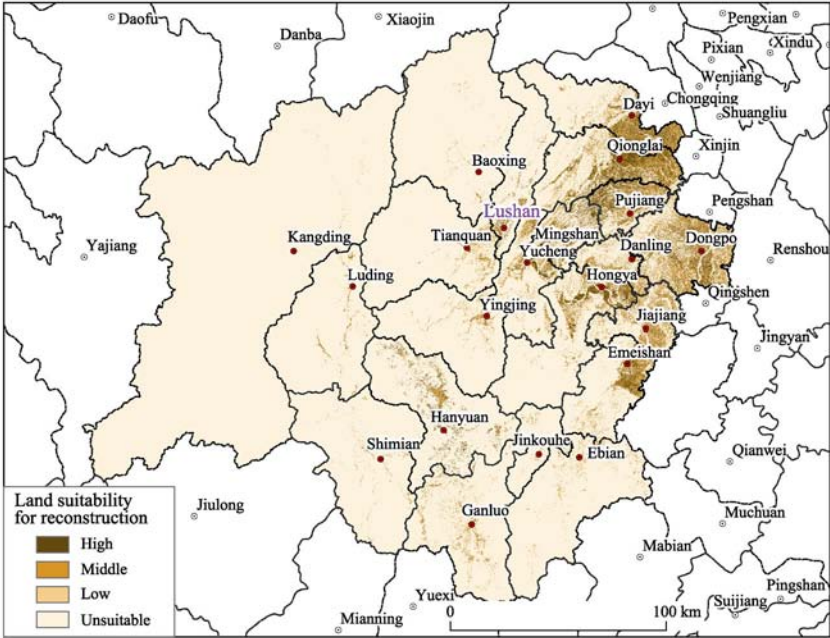 Daofu
Xiaojin
Pengxian
Danba
Pixian
Xindu
Wenjiang
Dayi
Chongqing
Shuangliu
Qionglai
Xinjin
Baoxing
Pujiang
Pengshan
Lushan
Mingshan
Tianquan
Danling
Dongpo
Kangding
Yucheng
Yajiang
Renshou
Luding
Hongya
Qingshen
Yingjing
Jiajiang
Jingyan
Emeishan
Hanyuan
Jinkouhe
Shimian
Ebian
Qianwei
Land suitability
for reconstruction
High
Middle
Low
Unsuitable
Jiulong
Ganluo
Muchuan
Mabian
Yuexi
Mianning
0
100 km
Pingshan
Suijiang